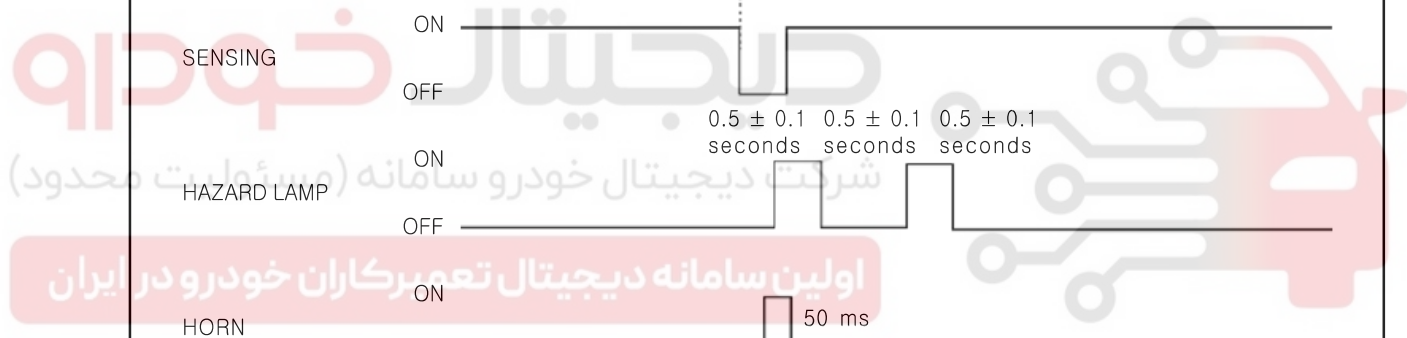 ON
SENSING
OFF
0.5 ± 0.1 0.5 ± 0.1 0.5 ± 0.1
seconds seconds seconds
ON
HAZARD LAMP
OFF
ON
HORN
50 ms
دیجیتال خودرو
شرکت دیجیتال خودرو سامانه (مسئولیت محدود)
اولین سامانه دیجیتال تعمیرکاران خودرو در ایران